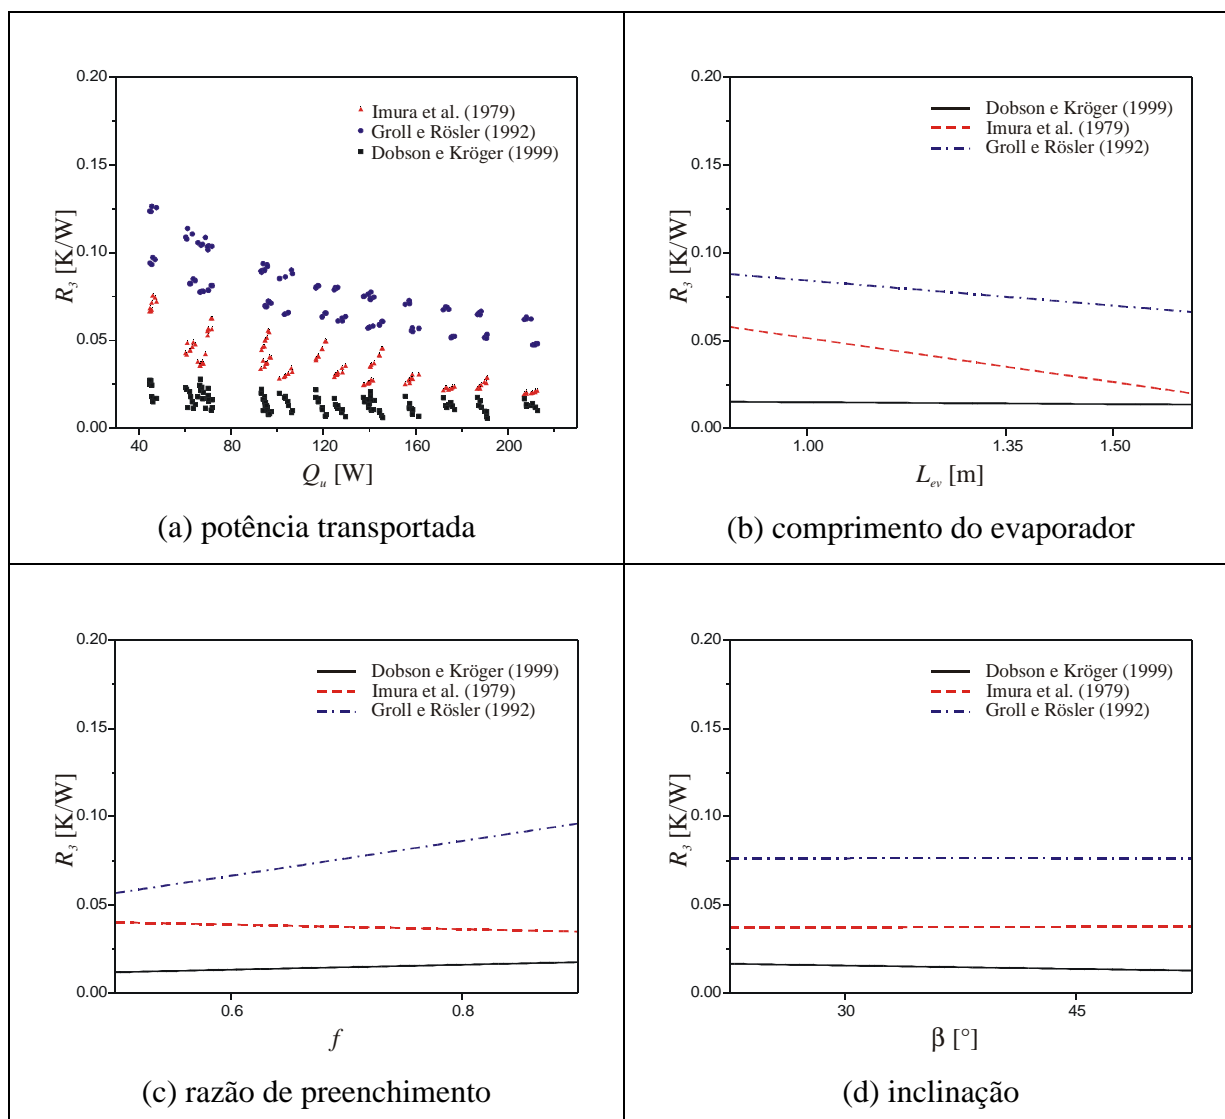 0.20
0.15
0.10
0.05
0.00
R3 [K/W]
Imura et al. (1979)
Groll e Rösler (1992)
Dobson e Kröger (1999)
40 80 120 160 200
Qu [W]
(a) potência transportada
0.20
0.15
0.10
0.05
0.00
R3 [K/W]
Dobson e Kröger (1999)
Imura et al. (1979)
Groll e Rösler (1992)
1.00 1.35 1.50
Lev [m]
(b) comprimento do evaporador
0.20
0.15
0.10
0.05
0.00
R3 [K/W]
Dobson e Kröger (1999)
Imura et al. (1979)
Groll e Rösler (1992)
0.6 0.8
f
(c) razão de preenchimento
0.20
0.15
0.10
0.05
0.00
R3 [K/W]
Dobson e Kröger (1999)
Imura et al. (1979)
Groll e Rösler (1992)
30 45
β [°]
(d) inclinação